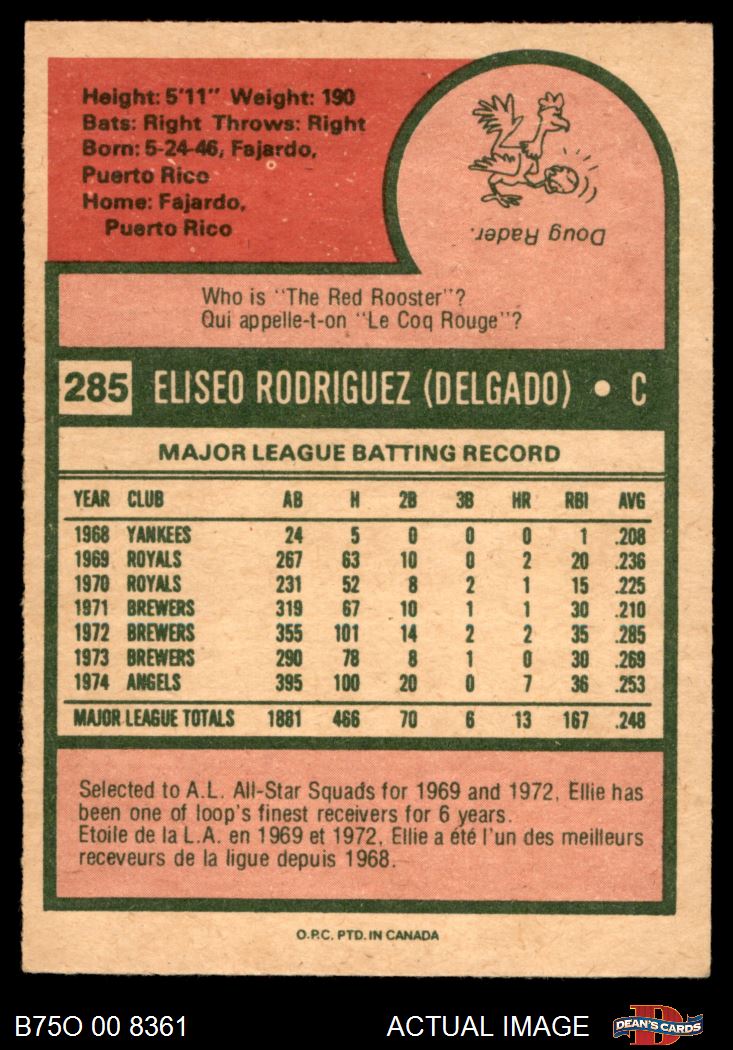 Height: 5'11" Weight: 190
Bats: Right Throws: Right
Born: 5-24-46, Fajardo,
Puerto Rico
Home: Fajardo,
Puerto Rico
Doug Rader.
Who is "The Red Rooster"?
Qui appelle-t-on "Le Coq Rouge"?
285 ELISEO RODRIGUEZ (DELGADO) • C
MAJOR LEAGUE BATTING RECORD
YEAR CLUB AB H 2B 3B HR RBI AVG
1968 YANKEES 24 5 0 0 0 1 .208
1969 ROYALS 267 63 10 0 2 20 .236
1970 ROYALS 231 52 8 2 1 15 .225
1971 BREWERS 319 67 10 1 1 30 .210
1972 BREWERS 355 101 14 2 2 35 .285
1973 BREWERS 290 78 8 1 0 30 .269
1974 ANGELS 395 100 20 0 7 36 .253
MAJOR LEAGUE TOTALS 1881 466 70 6 13 167 .248
Selected to A.L. All-Star Squads for 1969 and 1972, Ellie has
been one of loop's finest receivers for 6 years.
Etoile de la L.A. en 1969 et 1972, Ellie a été l'un des meilleurs
receveurs de la ligue depuis 1968.
O.P.C. PTD. IN CANADA
B75O 00 8361 ACTUAL IMAGE DEAN'S CARDS